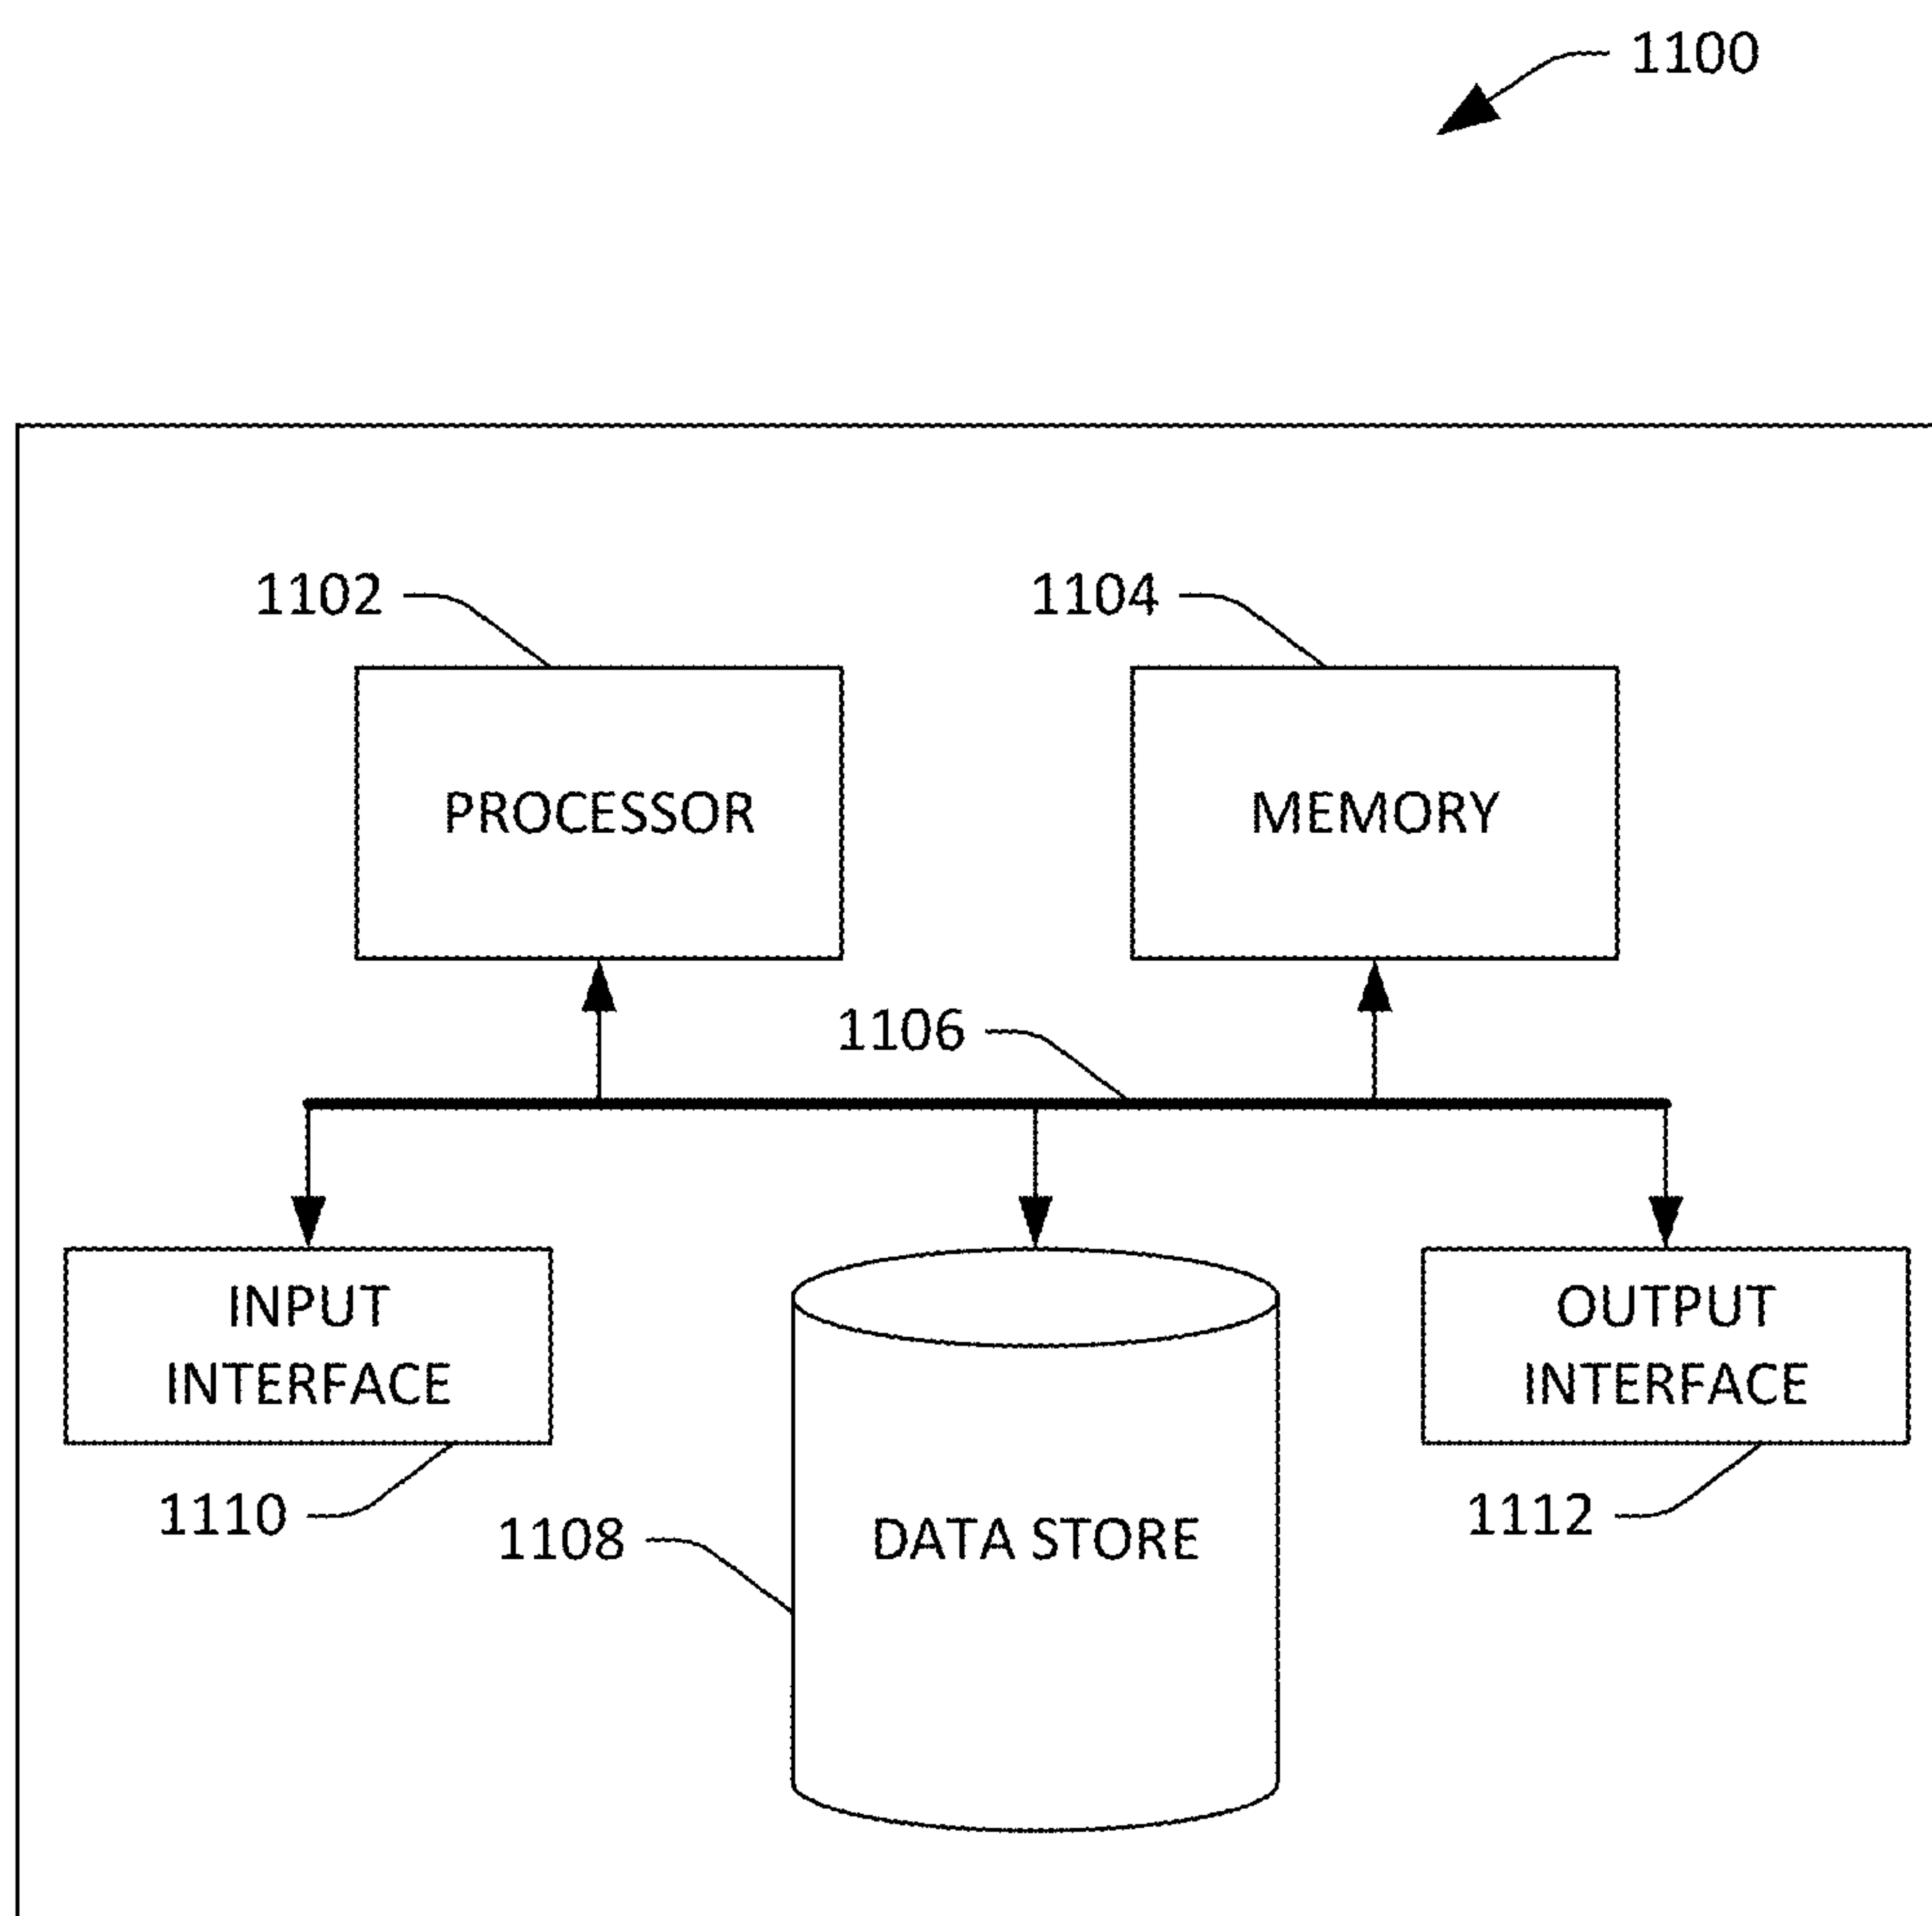 1100
1102
1104
PROCESSOR
MEMORY
1106
INPUT
INTERFACE
OUTPUT
INTERFACE
1110
1108
DATA STORE
1112